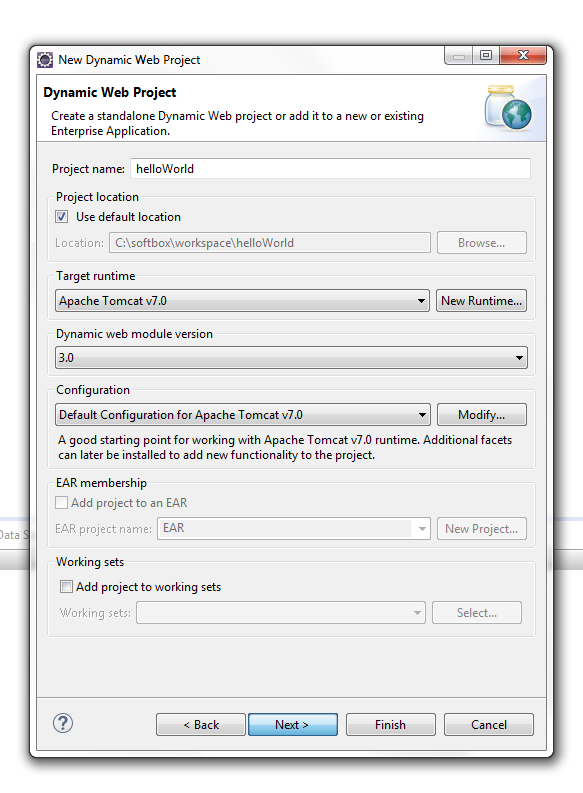 New Dynamic Web Project
Dynamic Web Project
Create a standalone Dynamic Web project or add it to a new or existing
Enterprise Application.
Project name: helloWorld
Project location
Use default location
Location: C:\softbox\workspace\helloWorld Browse...
Target runtime
Apache Tomcat v7.0 New Runtime...
Dynamic web module version
3.0
Configuration
Default Configuration for Apache Tomcat v7.0 Modify...
A good starting point for working with Apache Tomcat v7.0 runtime. Additional facets
can later be installed to add new functionality to the project.
EAR membership
Add project to an EAR
EAR project name: EAR New Project...
Data S
Working sets
Add project to working sets
Working sets: Select...
? < Back Next > Finish Cancel